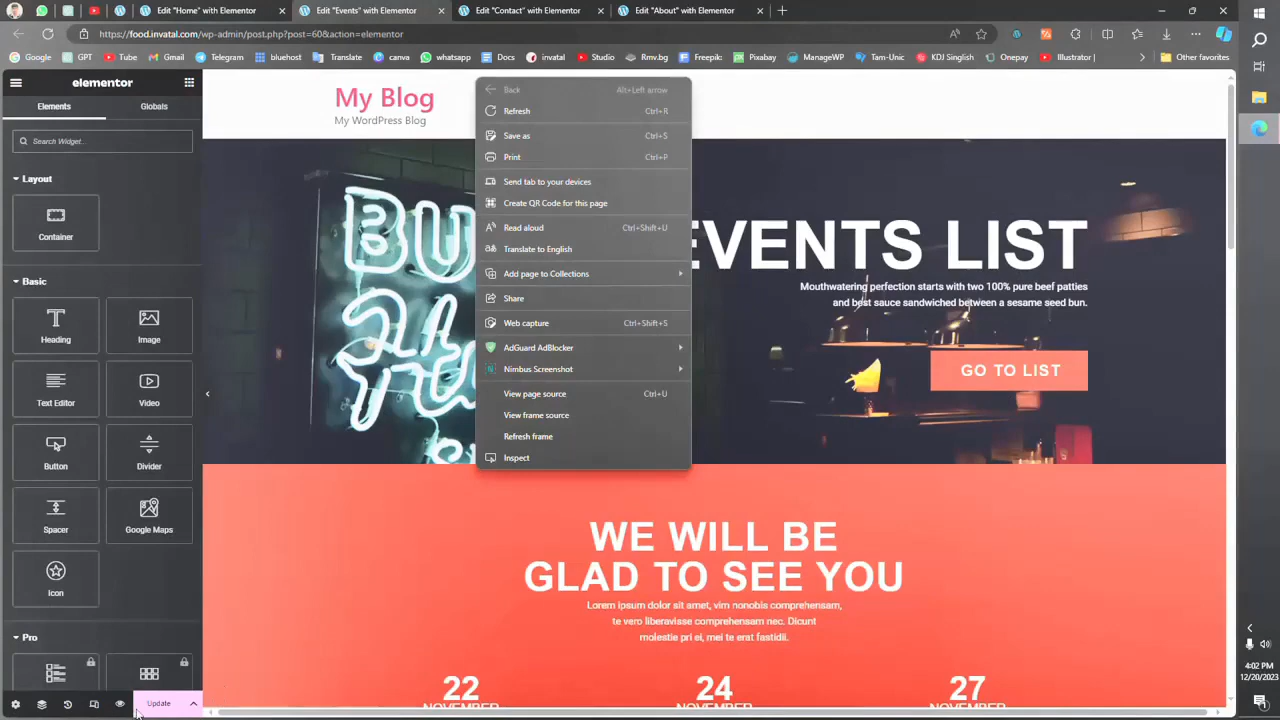 Edit "Home" with Elementor
Edit "Events" with Elementor
Edit "Contact" with Elementor
Edit "About" with Elementor
https://food.invatal.com/wp-admin/post.php?post=60&action=elementor
GPT
Tube
Gmail
Telegram
bluehost
Translate
canva
whatsapp
invatal
Studio
Rmv.bg
Freepik:
Pixabay
ManageWP
Tam-Unic
KDJ Singlish
Onepay
Illustrator |
Other favorites
elementor
Elements
Globals
Search Widget...
Layout
Container
Basic
Heading
Image
Text Editor
Video
Button
Divider
Spacer
Google Maps
Icon
Pro
Update
My Blog
My WordPress Blog
Back Alt+Left arrow
Refresh Ctrl+R
Save as Ctrl+S
Print Ctrl+P
Send tab to your devices
Create QR Code for this page
Read aloud Ctrl+Shift+U
Translate to English
Add page to Collections
Share
Web capture Ctrl+Shift+S
AdGuard AdBlocker
Nimbus Screenshot
View page source Ctrl+U
View frame source
Refresh frame
Inspect
EVENTS LIST
Mouthwatering perfection starts with two 100% pure beef patties
and best sauce sandwiched between a sesame seed bun.
GO TO LIST
WE WILL BE
GLAD TO SEE YOU
Lorem ipsum dolor sit amet, vim nonobis comprehensam,
te vero liberavisse comprehensam nec. Dicunt
molestie pri ei, mei te erat fastidii.
22
24
27
NOVEMBER
NOVEMBER
NOVEMBER
4:02 PM
12/20/2023